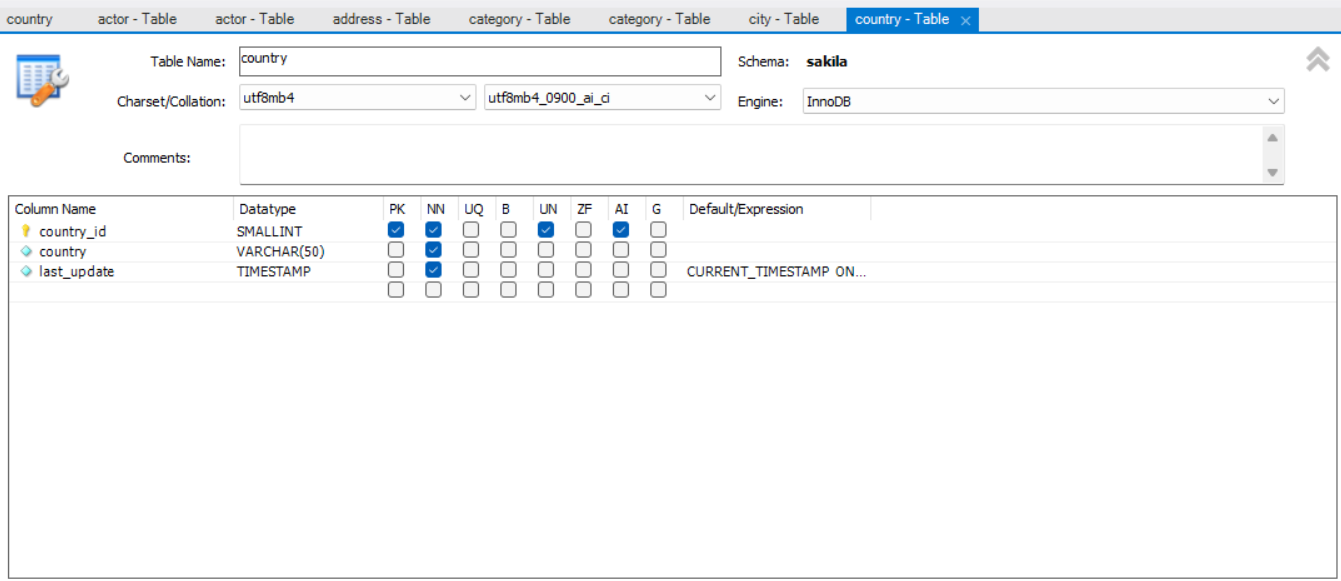 country actor - Table actor - Table address - Table category - Table category - Table city - Table country - Table
Table Name: country Schema: sakila
Charset/Collation: utf8mb4 utf8mb4_0900_ai_ci Engine: InnoDB
Comments:
Column Name Datatype PK NN UQ B UN ZF AI G Default/Expression
country_id SMALLINT
country VARCHAR(50)
last_update TIMESTAMP CURRENT_TIMESTAMP ON...